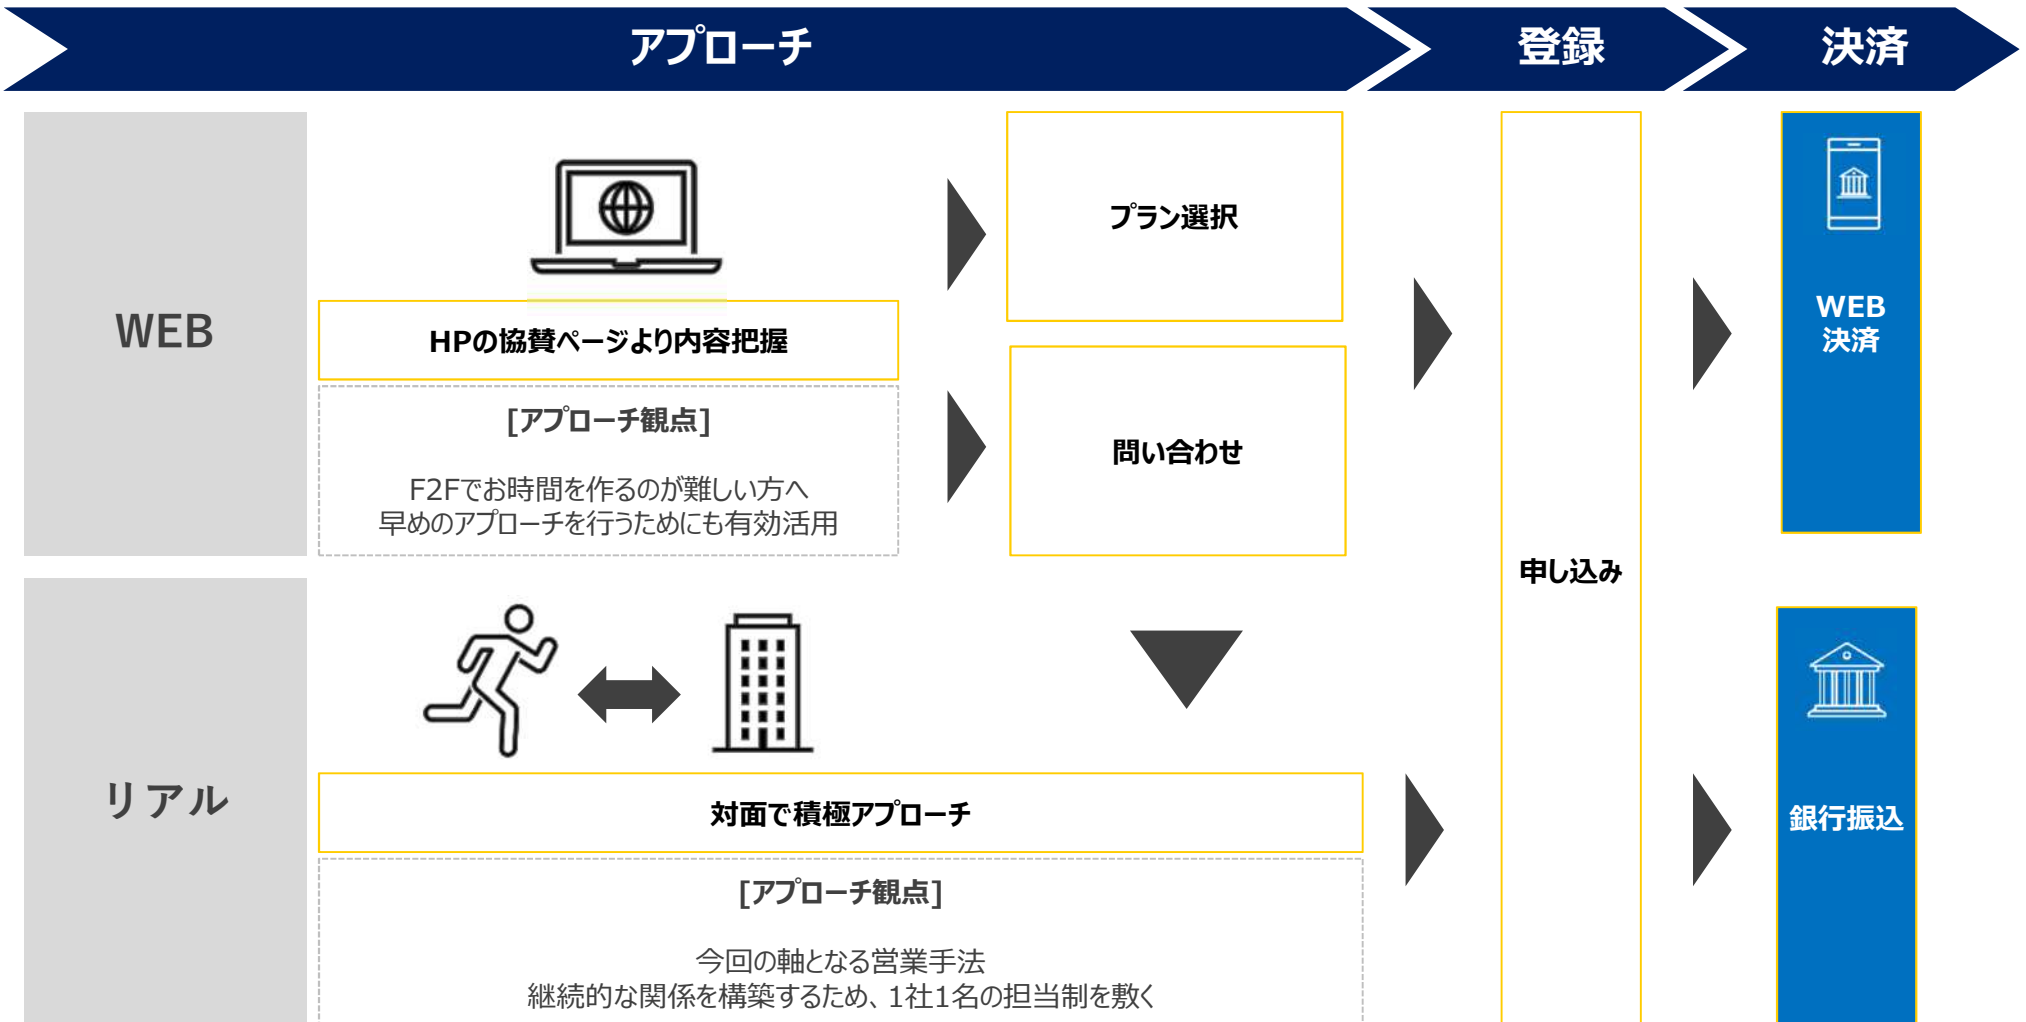 アプローチ
登録
決済
WEB
HPの協賛ページより内容把握
[アプローチ観点]
F2Fでお時間を作るのが難しい方へ
早めのアプローチを行うためにも有効活用
プラン選択
問い合わせ
申し込み
WEB
決済
リアル
対面で積極アプローチ
[アプローチ観点]
今回の軸となる営業手法
継続的な関係を構築するため、1社1名の担当制を敷く
銀行振込